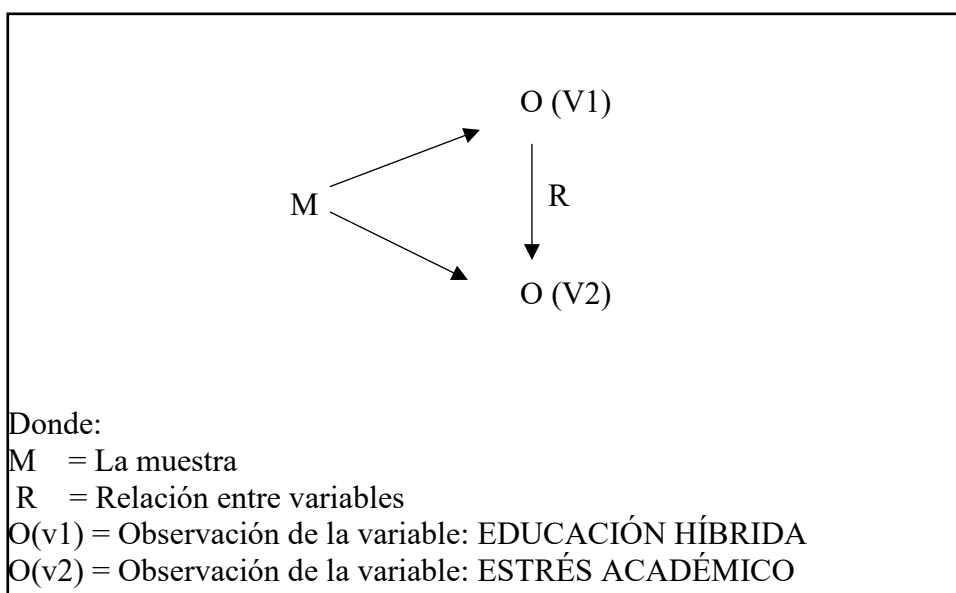 O (V1)
M
R
O (V2)
Donde:
M = La muestra
R = Relación entre variables
O(v1) = Observación de la variable: EDUCACIÓN HÍBRIDA
O(v2) = Observación de la variable: ESTRÉS ACADÉMICO